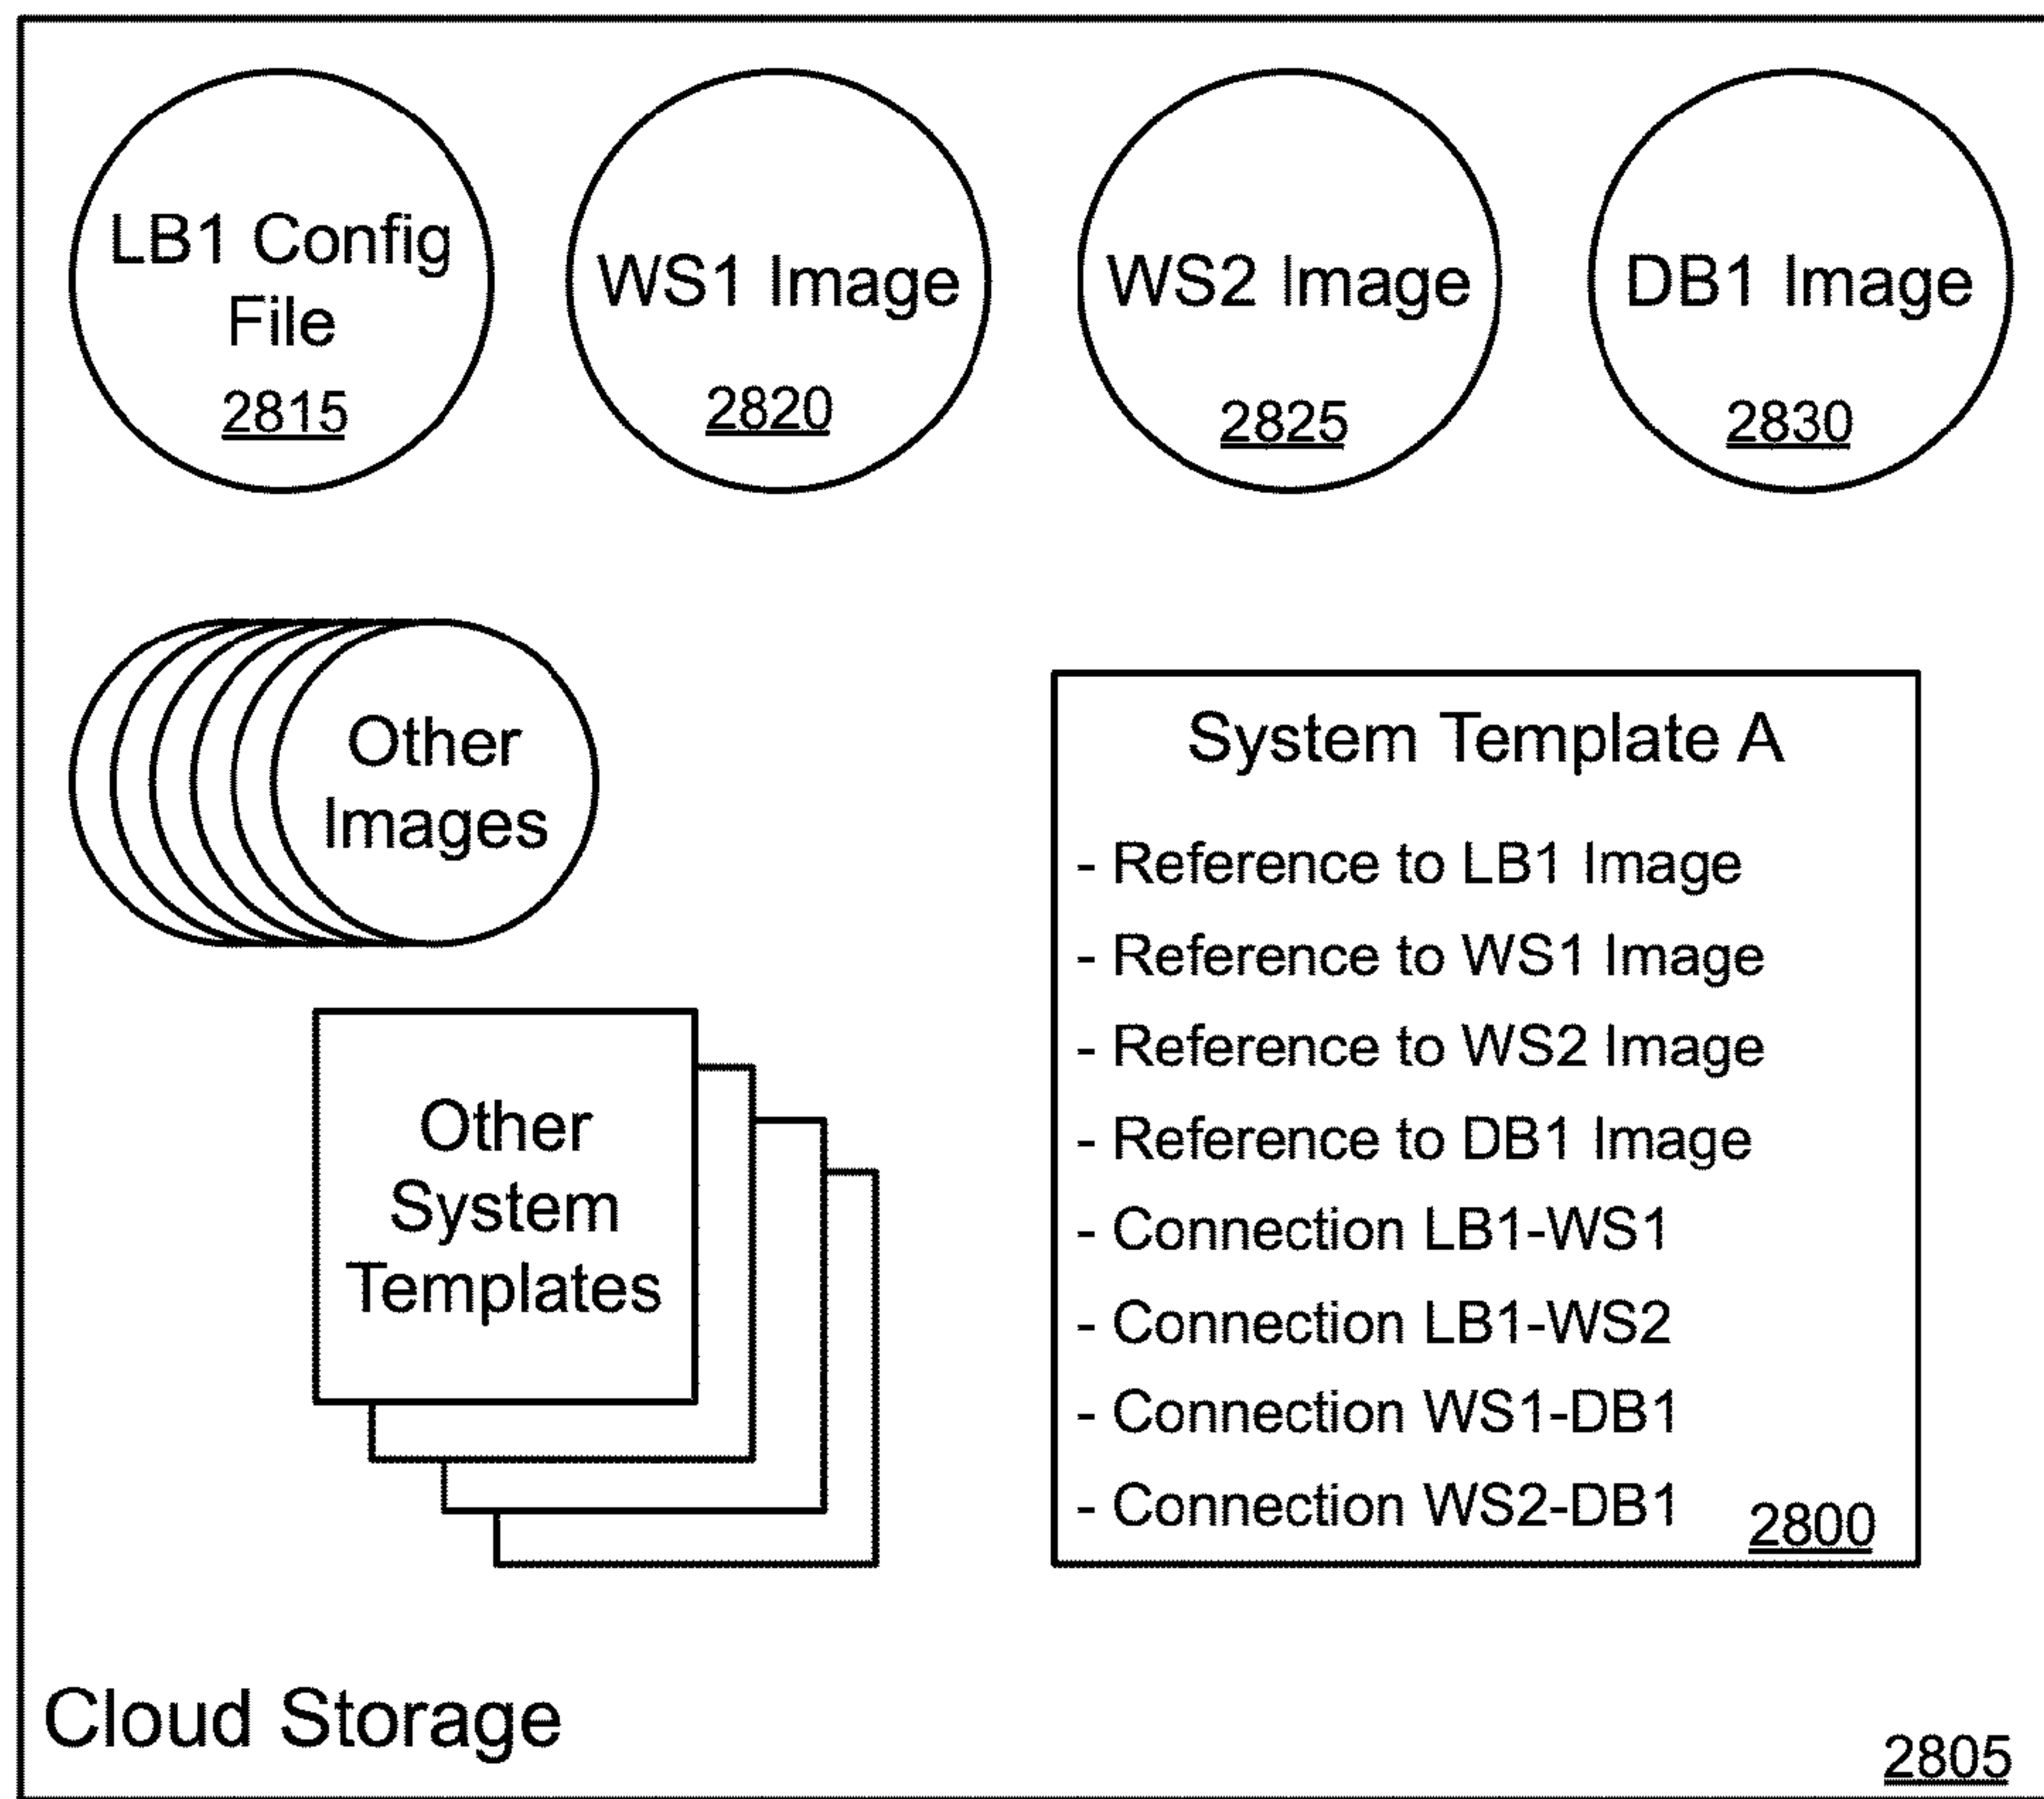 LB1 Config
File
2815
WS1 Image
2820
WS2 Image
2825
DB1 Image
2830
Other
Images
System Template A
- Reference to LB1 Image
- Reference to WS1 Image
- Reference to WS2 Image
- Reference to DB1 Image
- Connection LB1-WS1
- Connection LB1-WS2
- Connection WS1-DB1
- Connection WS2-DB1
2800
Other
System
Templates
Cloud Storage
2805